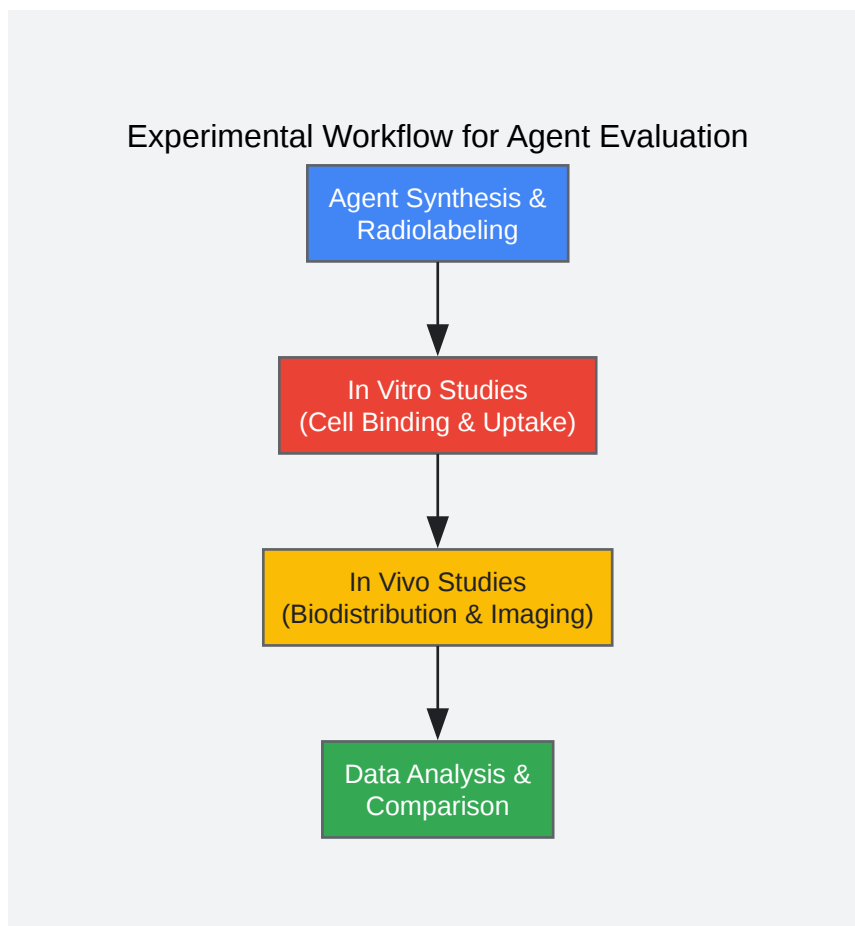 Experimental Workflow for Agent Evaluation
Agent Synthesis &
Radiolabeling
In Vitro Studies
(Cell Binding & Uptake)
In Vivo Studies
(Biodistribution & Imaging)
Data Analysis &
Comparison